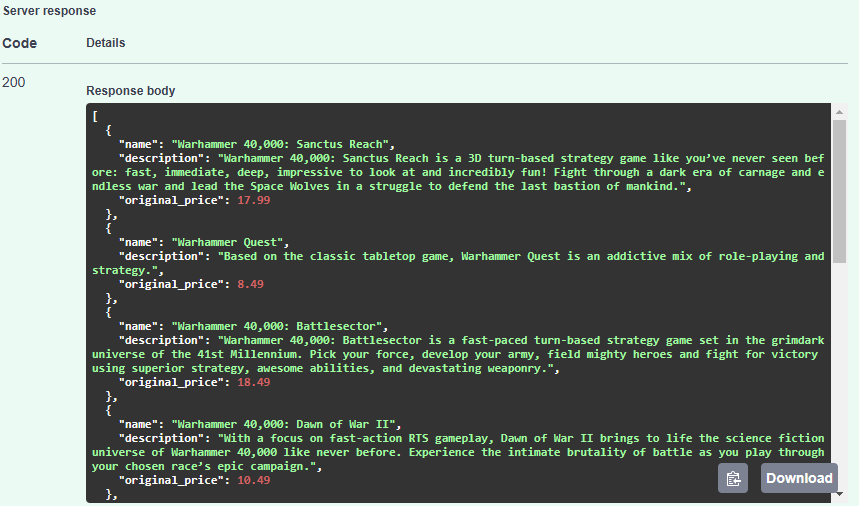 Server response
Code Details
200
Response body
[
  {
    "name": "Warhammer 40,000: Sanctus Reach",
    "description": "Warhammer 40,000: Sanctus Reach is a 3D turn-based strategy game like you’ve never seen bef
ore: fast, immediate, deep, impressive to look at and incredibly fun! Fight through a dark era of carnage and e
ndless war and lead the Space Wolves in a struggle to defend the last bastion of mankind.",
    "original_price": 17.99
  },
  {
    "name": "Warhammer Quest",
    "description": "Based on the classic tabletop game, Warhammer Quest is an addictive mix of role-playing and
strategy.",
    "original_price": 8.49
  },
  {
    "name": "Warhammer 40,000: Battlesector",
    "description": "Warhammer 40,000: Battlesector is a fast-paced turn-based strategy game set in the grimdark
universe of the 41st Millennium. Pick your force, develop your army, field mighty heroes and fight for victory
using superior strategy, awesome abilities, and devastating weaponry.",
    "original_price": 18.49
  },
  {
    "name": "Warhammer 40,000: Dawn of War II",
    "description": "With a focus on fast-action RTS gameplay, Dawn of War II brings to life the science fiction
universe of Warhammer 40,000 like never before. Experience the intimate brutality of battle as you play through
your chosen race’s epic campaign.",
    "original_price": 10.49
  },
Download